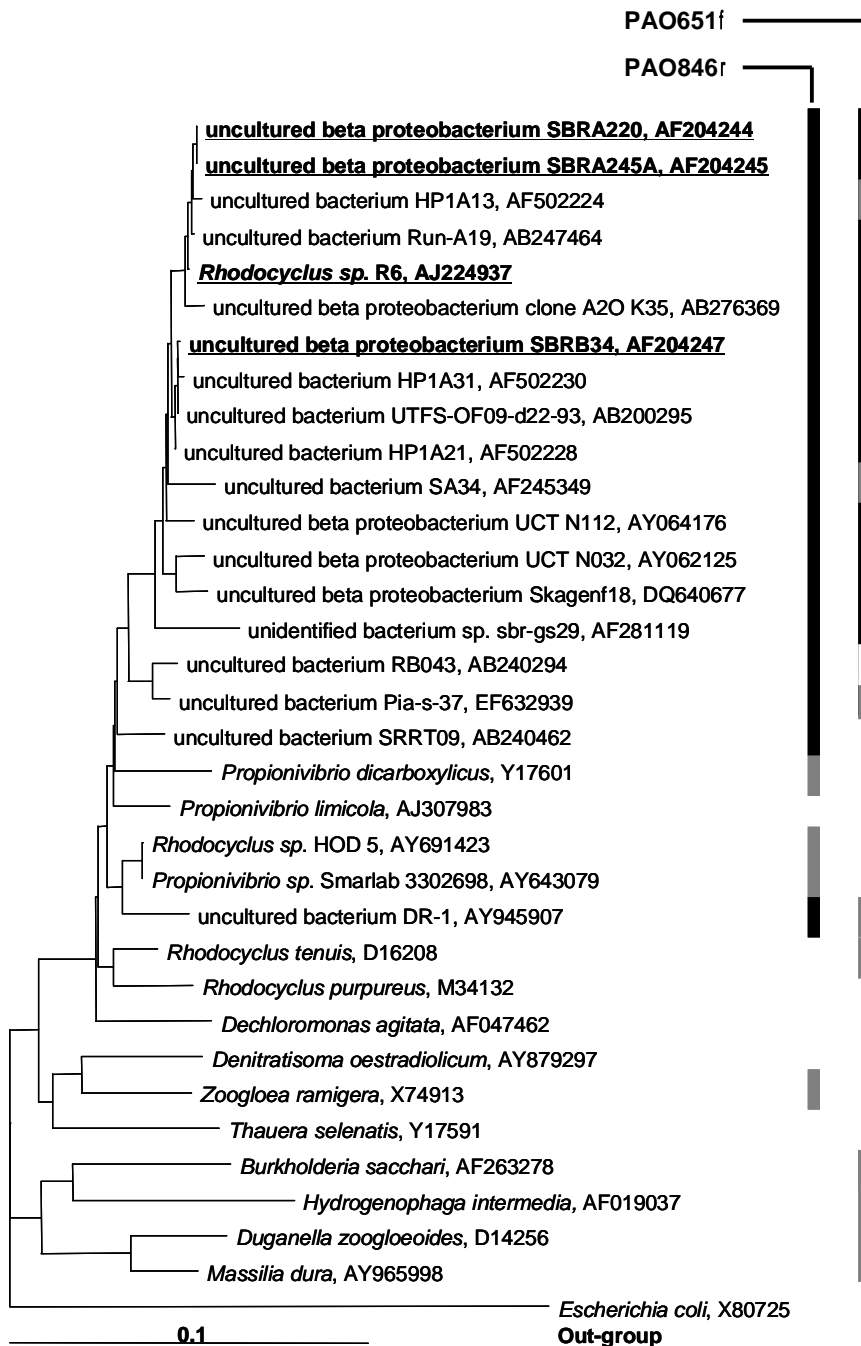 PAO651f
PAO846r
uncultured beta proteobacterium SBRA220, AF204244
uncultured beta proteobacterium SBRA245A, AF204245
uncultured bacterium HP1A13, AF502224
uncultured bacterium Run-A19, AB247464
Rhodocyclus sp. R6, AJ224937
uncultured beta proteobacterium clone A2O K35, AB276369
uncultured beta proteobacterium SBRB34, AF204247
uncultured bacterium HP1A31, AF502230
uncultured bacterium UTFS-OF09-d22-93, AB200295
uncultured bacterium HP1A21, AF502228
uncultured bacterium SA34, AF245349
uncultured beta proteobacterium UCT N112, AY064176
uncultured beta proteobacterium UCT N032, AY062125
uncultured beta proteobacterium Skagenf18, DQ640677
unidentified bacterium sp. sbr-gs29, AF281119
uncultured bacterium RB043, AB240294
uncultured bacterium Pia-s-37, EF632939
uncultured bacterium SRRT09, AB240462
Propionivibrio dicarboxylicus, Y17601
Propionivibrio limicola, AJ307983
Rhodocyclus sp. HOD 5, AY691423
Propionivibrio sp. Smarlab 3302698, AY643079
uncultured bacterium DR-1, AY945907
Rhodocyclus tenuis, D16208
Rhodocyclus purpureus, M34132
Dechloromonas agitata, AF047462
Denitratisoma oestradiolicum, AY879297
Zoogloea ramigera, X74913
Thauera selenatis, Y17591
Burkholderia sacchari, AF263278
Hydrogenophaga intermedia, AF019037
Duganella zoogloeoides, D14256
Massilia dura, AY965998
Escherichia coli, X80725
0.1 Out-group